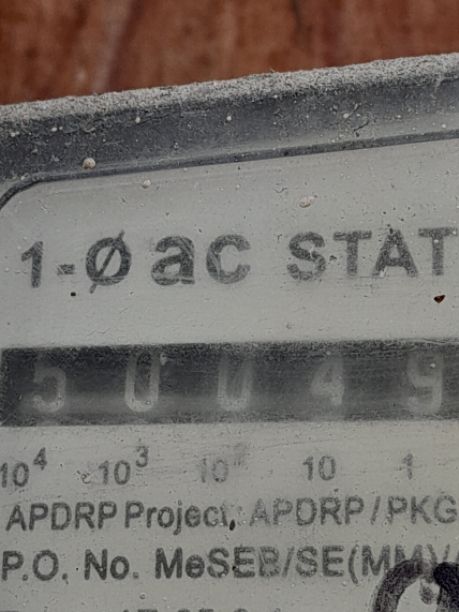 1-Ø ac STAT
5 0 0 4 9
10⁴ 10³ 10² 10 1
APDRP Project, APDRP/PKG
P.O. No. MeSEB/SE(MM)/